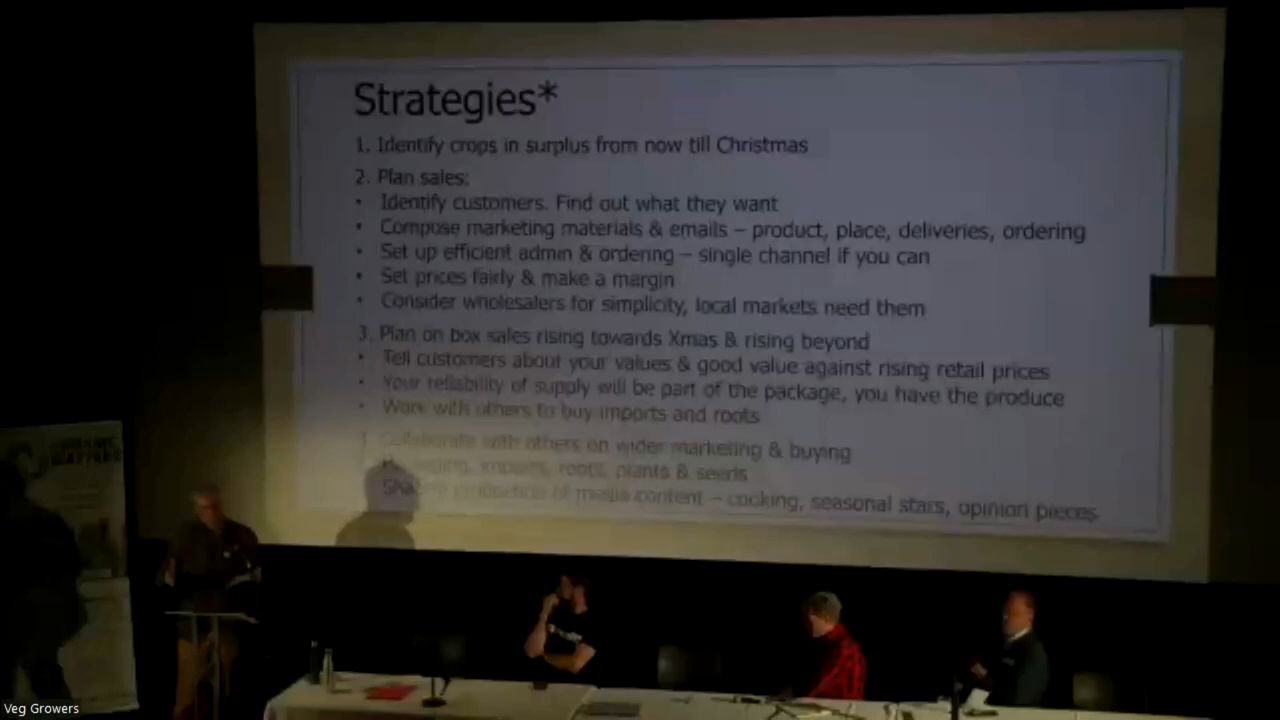 Strategies*
1. Identify crops in surplus from now till Christmas
2. Plan sales:
• Identify customers. Find out what they want
• Compose marketing materials & emails – product, place, deliveries, ordering
• Set up efficient admin & ordering – single channel if you can
• Set prices fairly & make a margin
• Consider wholesalers for simplicity, local markets need them
3. Plan on box sales rising towards Xmas & rising beyond
• Tell customers about your values & good value against rising retail prices
• Your reliability of supply will be part of the package, you have the produce
• Work with others to buy imports and roots
Collaborate with others on wider marketing & buying
imports, roots, plants & seeds
production of media content – cooking, seasonal stars, opinion pieces
ORGANIC
MATTERS
Veg Growers